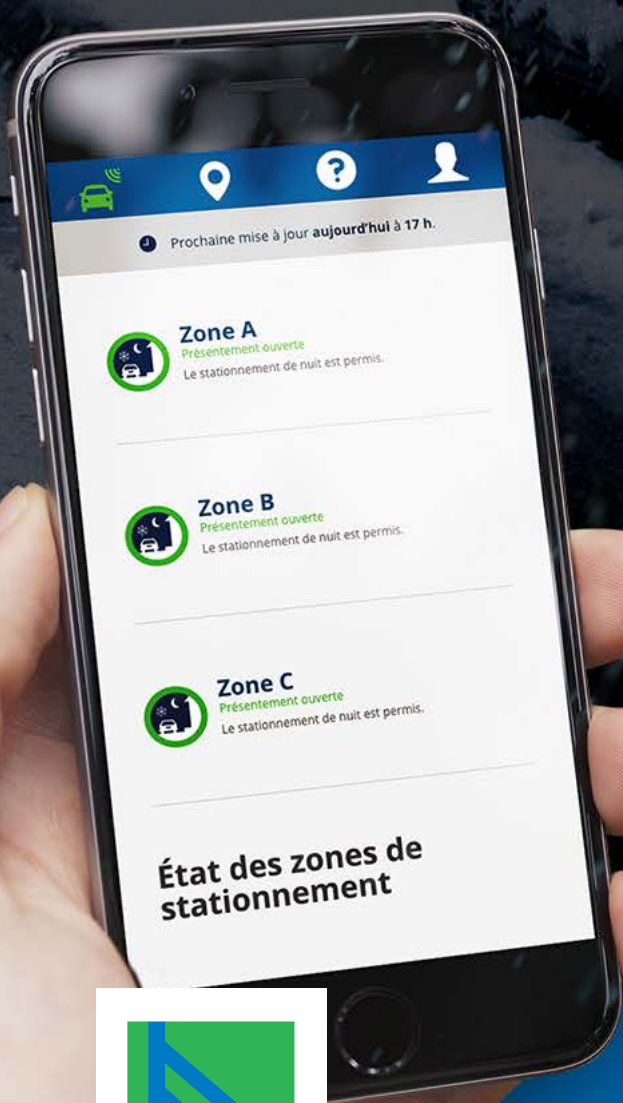 Prochaine mise à jour aujourd'hui à 17 h.
Zone A
Présentement ouverte
Le stationnement de nuit est permis.
Zone B
Présentement ouverte
Le stationnement de nuit est permis.
Zone C
Présentement ouverte
Le stationnement de nuit est permis.
État des zones de
stationnement